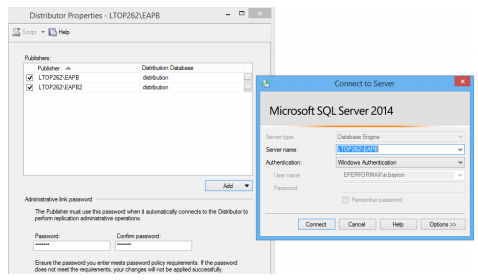 Distributor Properties - LTOP262\EAPB
Script Help
Publishers:
Publisher Distribution Database
LTOP262\EAPB distribution
LTOP262\EAPB2 distribution
Add
Administrative link password
The Publisher must use this password when it automatically connects to the Distributor to
perform replication administrative operations.
Password: Confirm password:
Ensure the password you enter meets password policy requirements. If the password
does not meet the requirements, your changes will not be applied successfully.
Connect to Server
Microsoft SQL Server 2014
Server type: Database Engine
Server name: LTOP262\EAPB
Authentication: Windows Authentication
User name: EPERFORMAX\e.bayron
Password:
Remember password
Connect Cancel Help Options >>